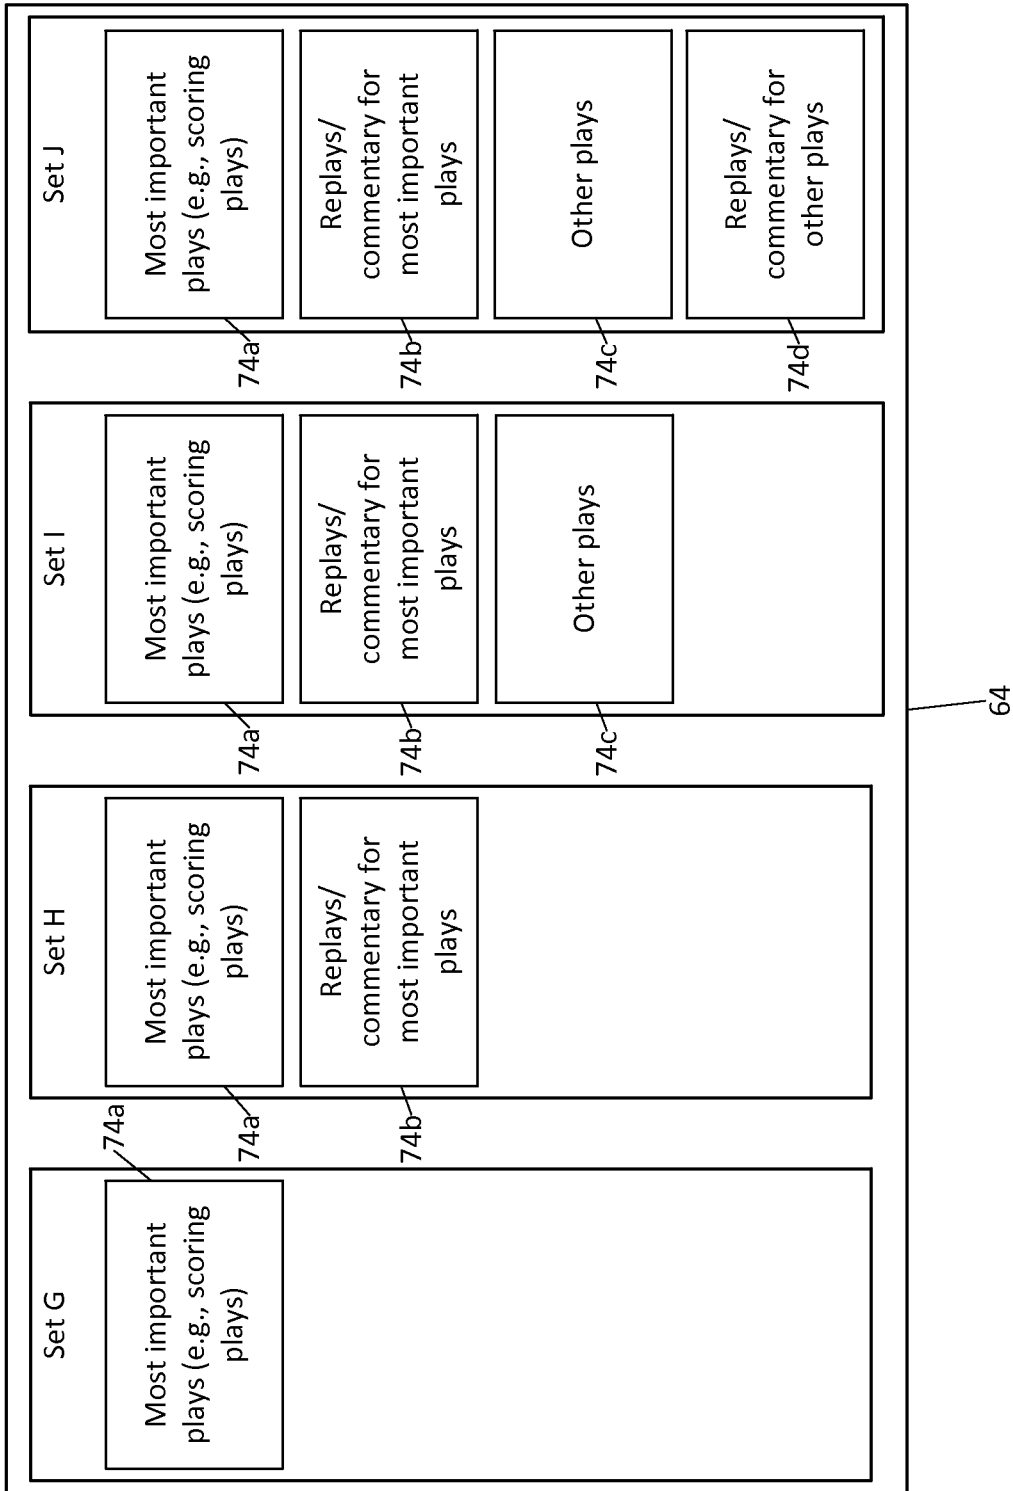 Set G
74a
Most important
plays (e.g., scoring
plays)
Set H
74a
Most important
plays (e.g., scoring
plays)
74b
Replays/
commentary for
most important
plays
Set I
74a
Most important
plays (e.g., scoring
plays)
74b
Replays/
commentary for
most important
plays
74c
Other plays
Set J
74a
Most important
plays (e.g., scoring
plays)
74b
Replays/
commentary for
most important
plays
74c
Other plays
74d
Replays/
commentary for
other plays
64